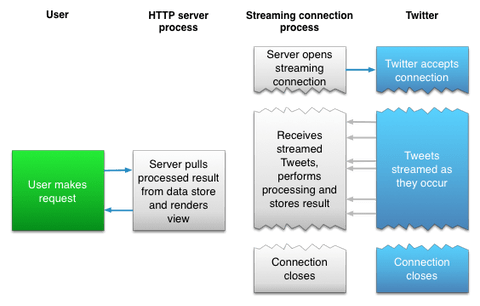 User
HTTP server
process
Streaming connection
process
Twitter
Server opens
streaming
connection
Twitter accepts
connection
User makes
request
Server pulls
processed result
from data store
and renders
view
Receives
streamed
Tweets,
performs
processing and
stores result
Tweets
streamed as
they occur
Connection
closes
Connection
closes